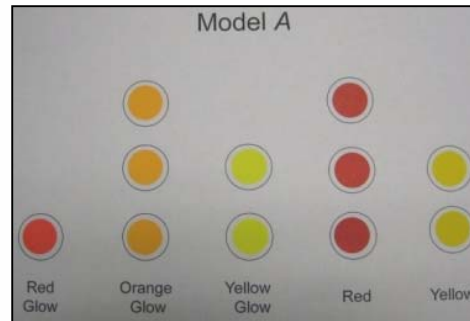 Model A
Red Glow
Orange Glow
Yellow Glow
Red
Yellow